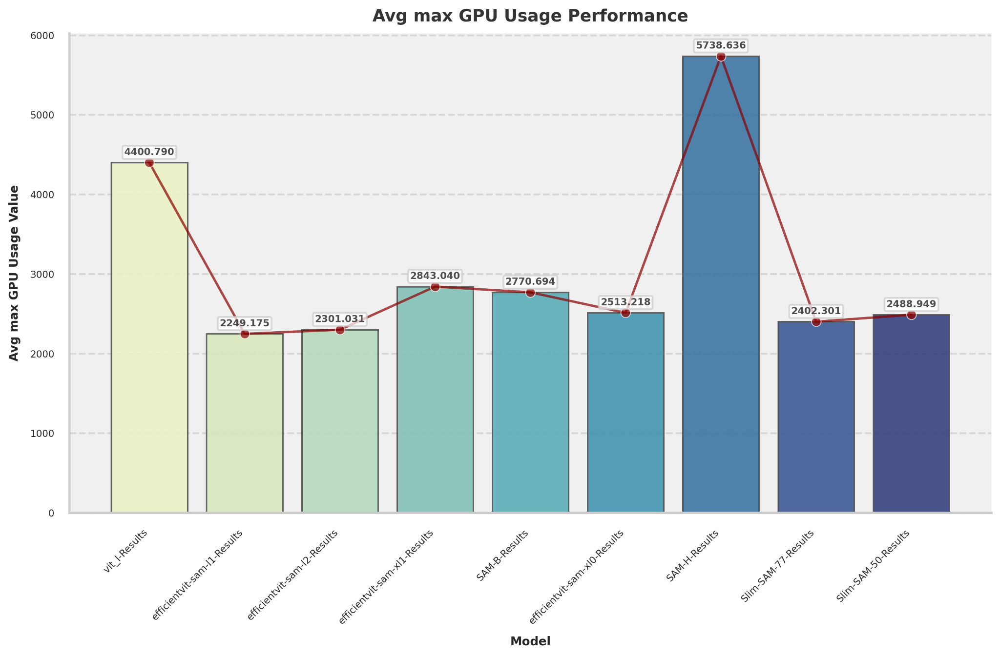 Avg max GPU Usage Performance
Avg max GPU Usage Value
6000
5000
4000
3000
2000
1000
0
4400.790
2249.175
2301.031
2843.040
2770.694
2513.218
5738.636
2402.301
2488.949
vit_l-Results
efficientvit-sam-l1-Results
efficientvit-sam-l2-Results
efficientvit-sam-xl1-Results
SAM-B-Results
efficientvit-sam-xl0-Results
SAM-H-Results
Slim-SAM-77-Results
Slim-SAM-50-Results
Model